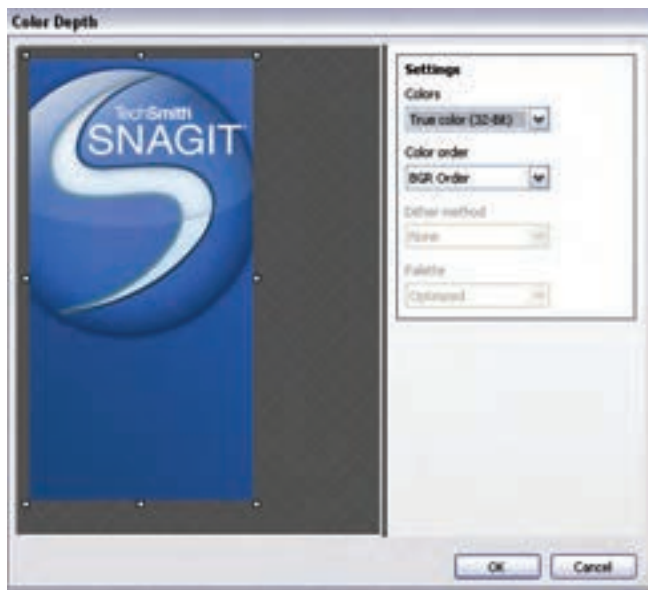 Color Depth
TechSmith
SNAGIT
Settings
Colors
True color (32-Bit)
Color order
BGR Order
Dither method
None
Palette
Optimized
OK
Cancel